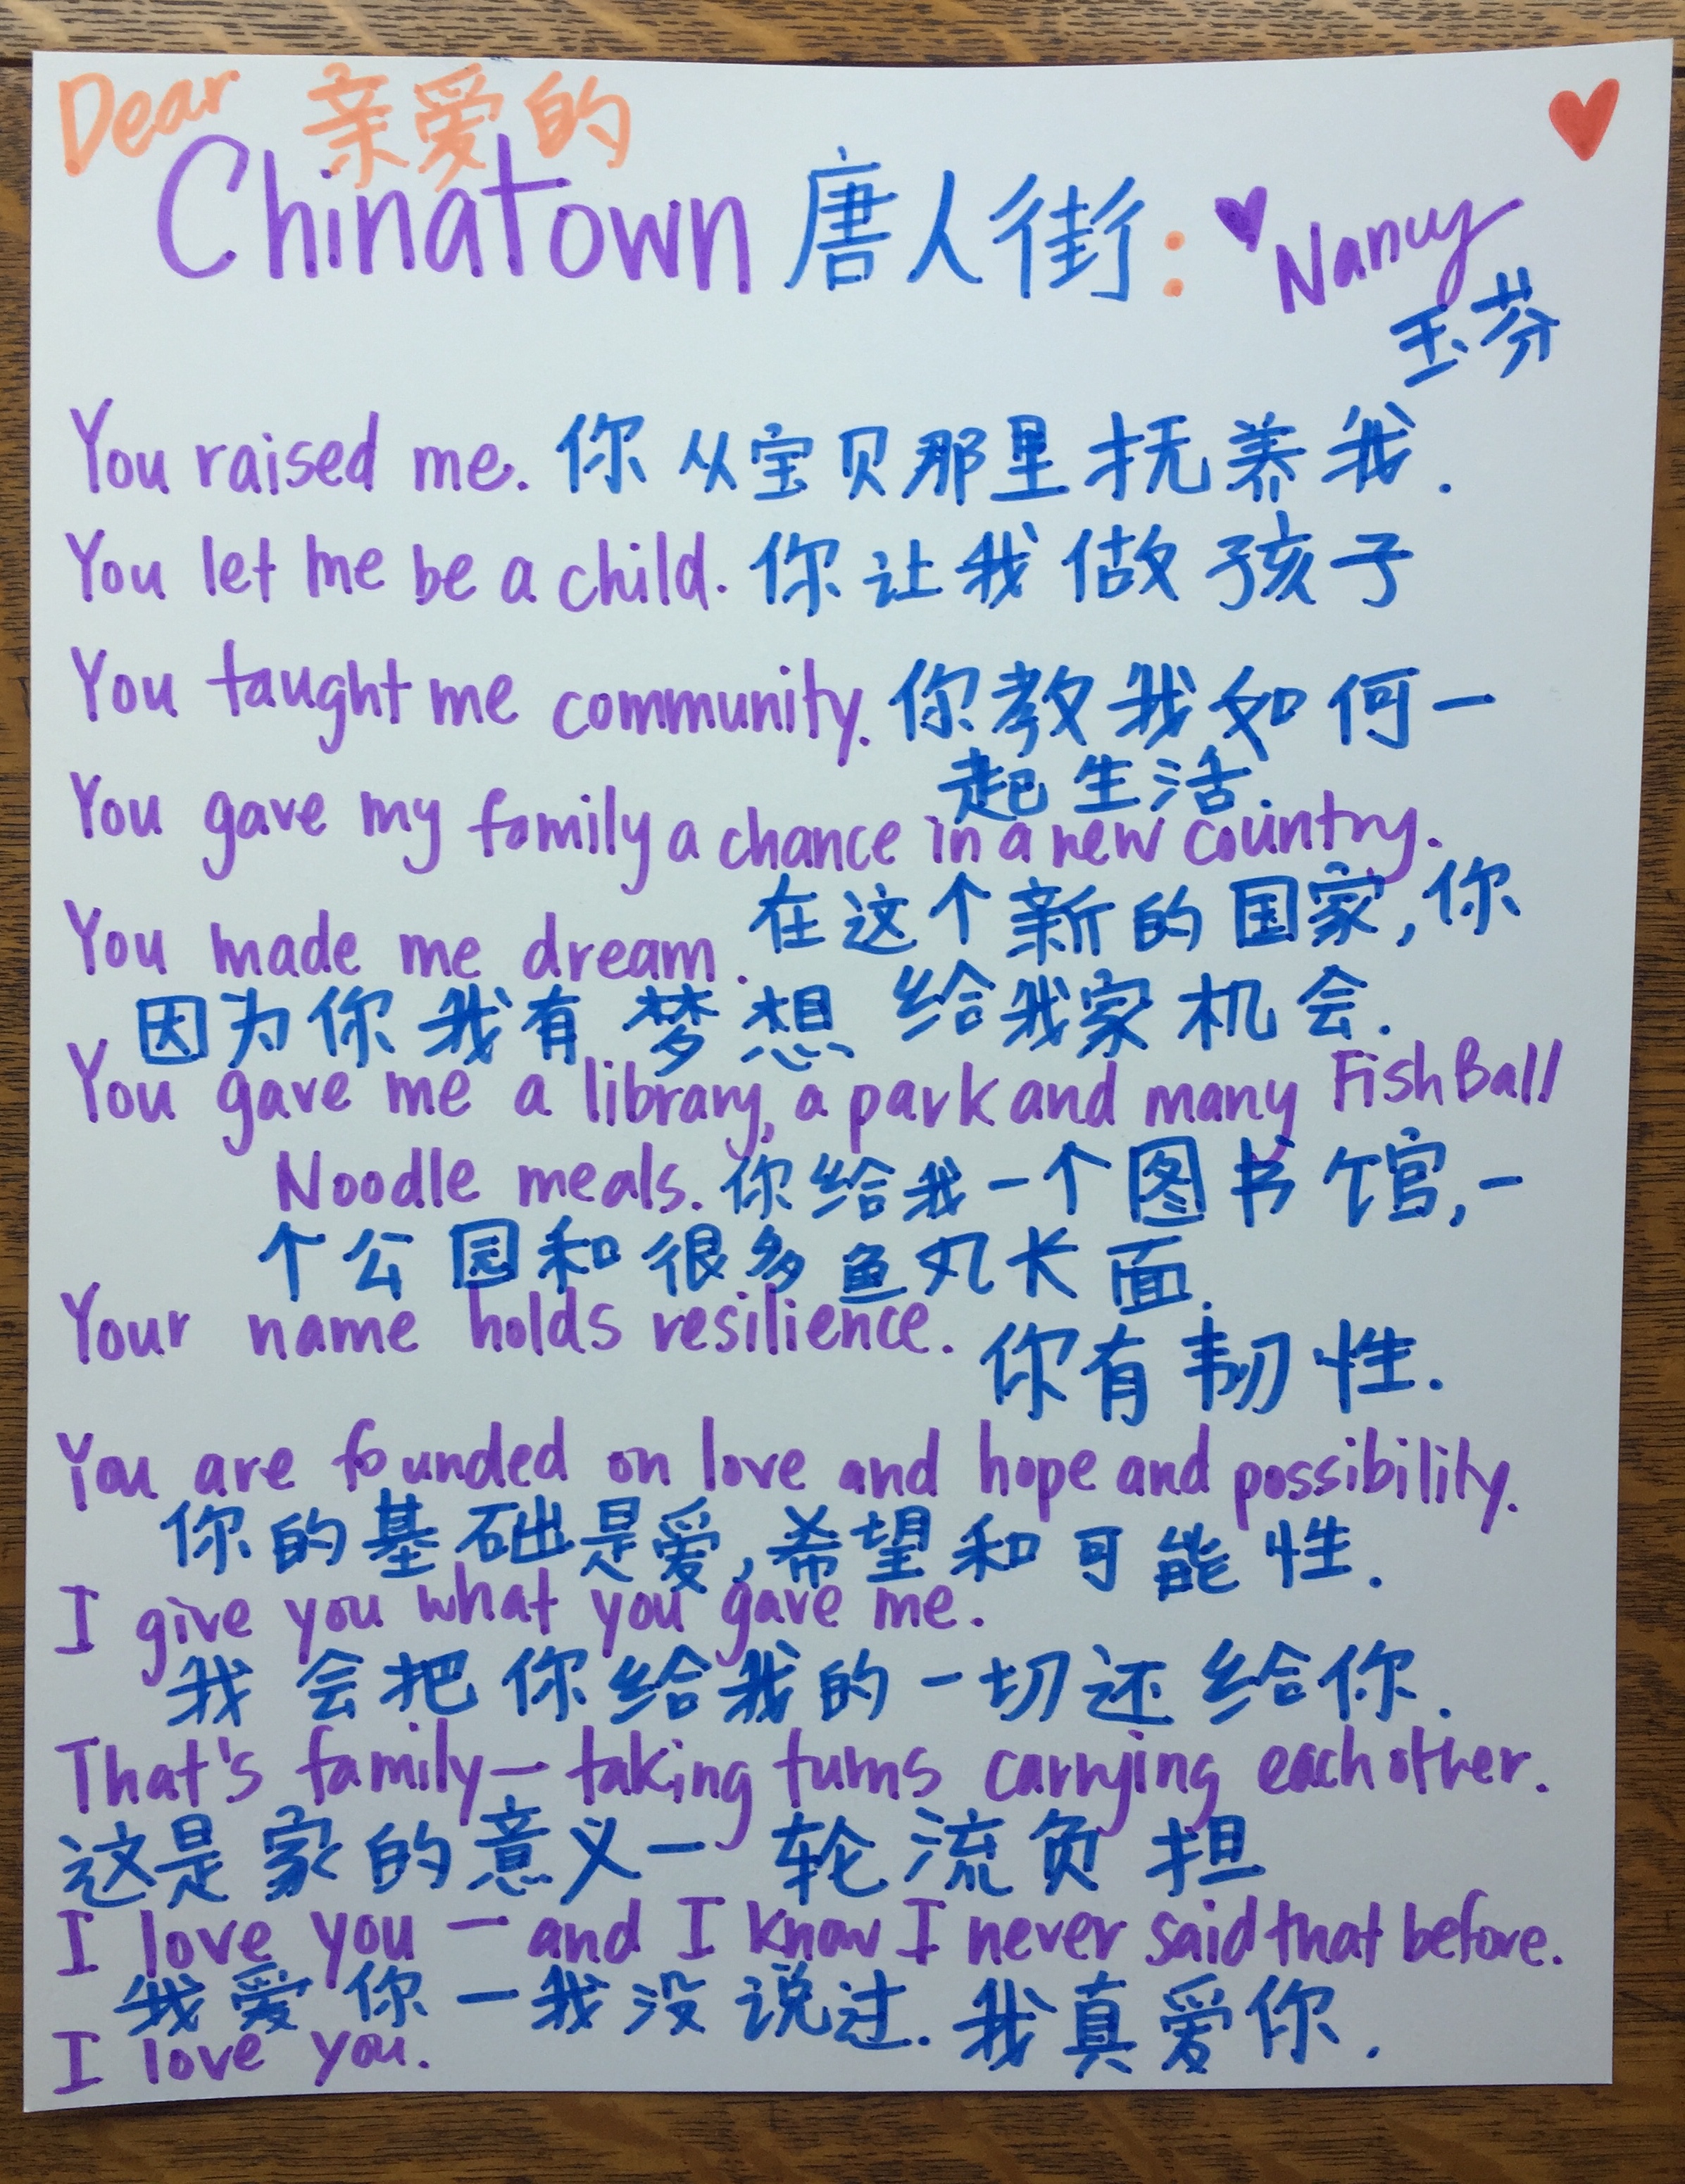 Dear 亲爱的
Chinatown 唐人街: Nancy
玉芬
You raised me. 你从宝贝那里抚养我.
You let me be a child. 你让我做孩子
You taught me community. 你教我如何一
起生活.
You gave my family a chance in a new country.
在这个新的国家,你
You made me dream.
给我家机会.
因为你我有梦想
You gave me a library, a park and many Fish Ball
Noodle meals. 你给我一个图书馆,一
个公园和很多鱼丸长面.
Your name holds resilience.
你有韧性.
You are founded on love and hope and possibility.
你的基础是爱,希望和可能性.
I give you what you gave me.
我会把你给我的一切还给你.
That's family—taking turns carrying each other.
这是家的意义—轮流负担
I love you — and I know I never said that before.
我爱你—我没说过. 我真爱你.
I love you.